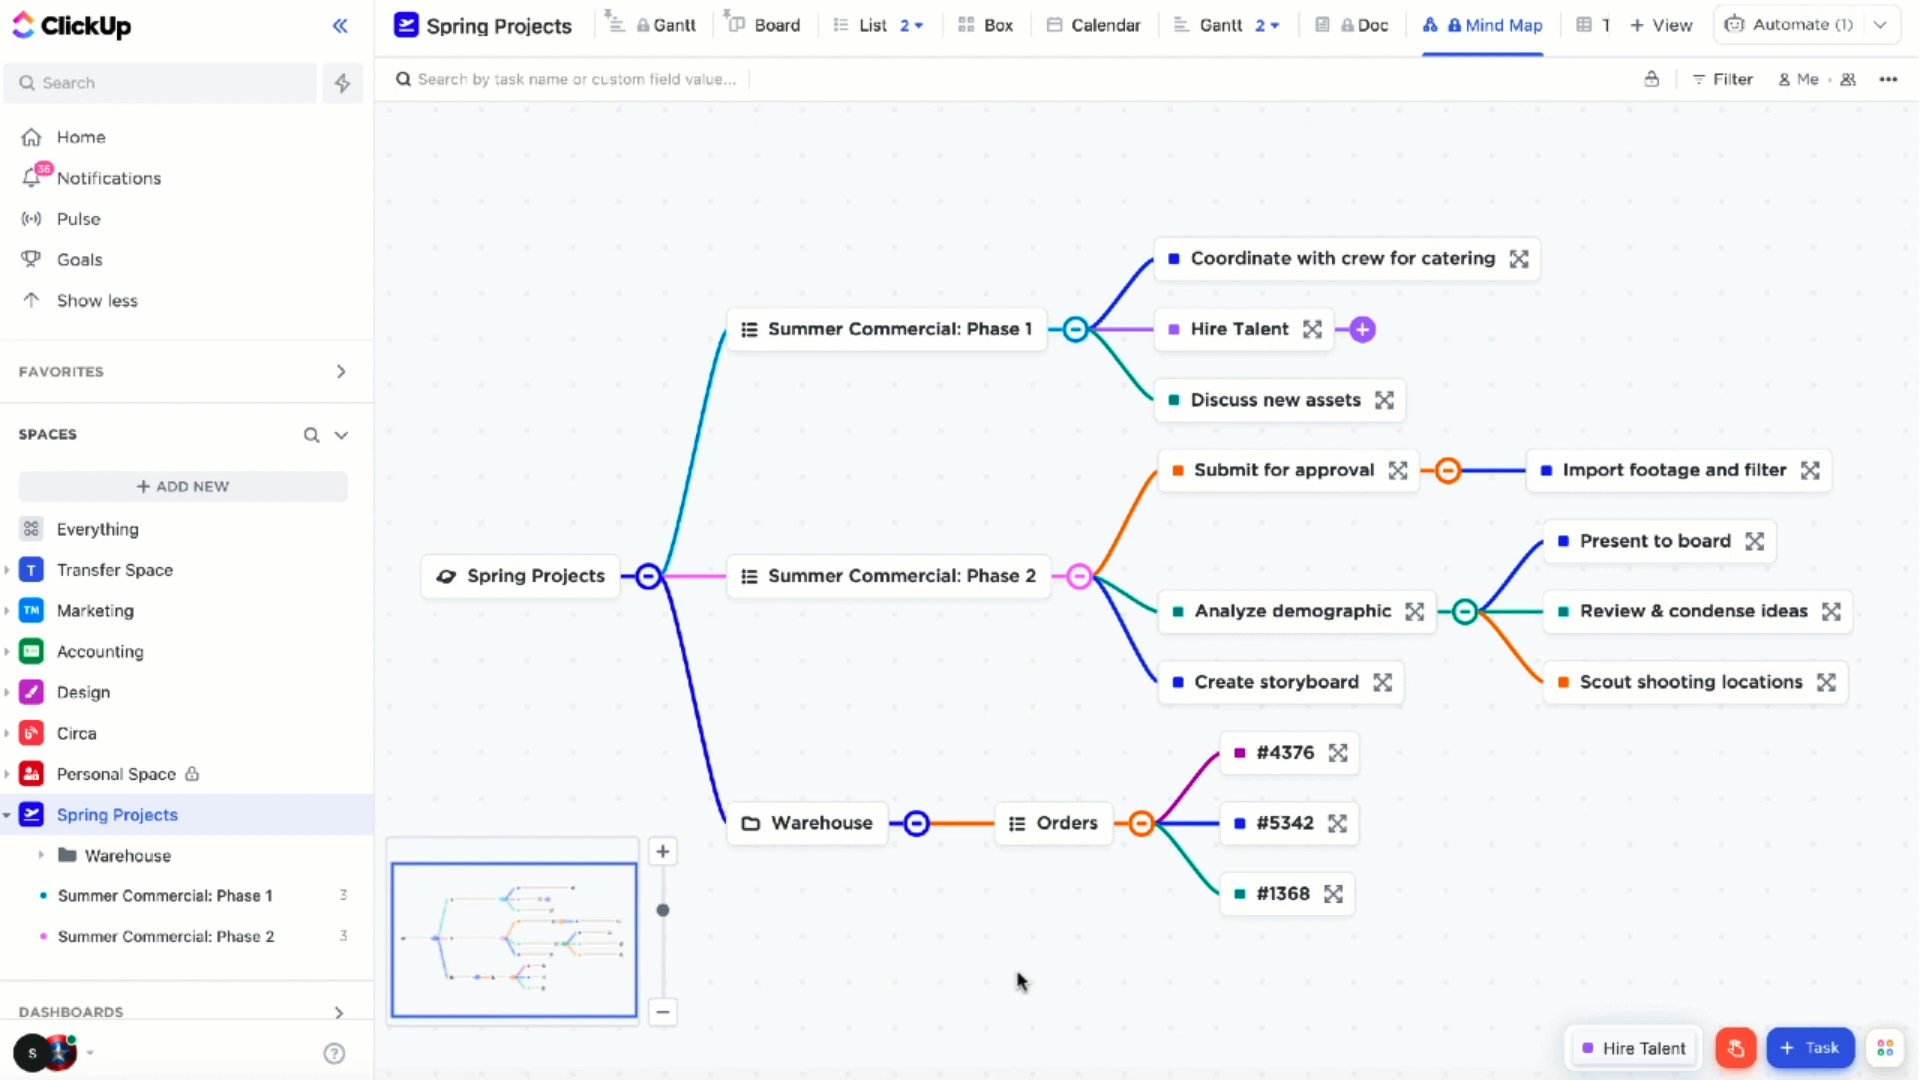 ClickUp
Search
Home
36
Notifications
Pulse
Goals
Show less
FAVORITES
SPACES
+ ADD NEW
Everything
T Transfer Space
TM Marketing
Accounting
Design
Circa
Personal Space
Spring Projects
Warehouse
Summer Commercial: Phase 1 3
Summer Commercial: Phase 2 3
DASHBOARDS
S
?
Spring Projects Gantt Board List 2 Box Calendar Gantt 2 Doc Mind Map T + View Automate (1)
Search by task name or custom field value... Filter Me
Coordinate with crew for catering
Summer Commercial: Phase 1 Hire Talent
Discuss new assets
Submit for approval Import footage and filter
Present to board
Spring Projects Summer Commercial: Phase 2
Analyze demographic Review & condense ideas
Create storyboard Scout shooting locations
#4376
Warehouse Orders #5342
#1368
Hire Talent + Task